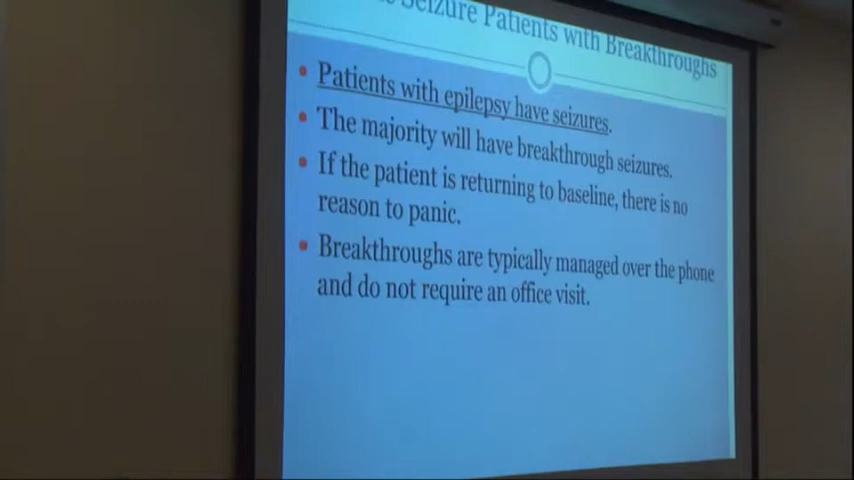 Seizure Patients with Breakthroughs
• Patients with epilepsy have seizures.
• The majority will have breakthrough seizures.
• If the patient is returning to baseline, there is no
reason to panic.
• Breakthroughs are typically managed over the phone
and do not require an office visit.